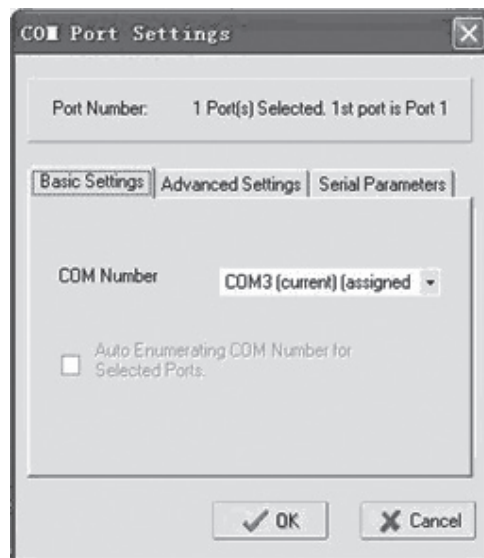 COM Port Settings
Port Number: 1 Port(s) Selected. 1st port is Port 1
Basic Settings Advanced Settings Serial Parameters
COM Number COM3 (current) (assigned
Auto Enumerating COM Number for
Selected Ports.
OK Cancel